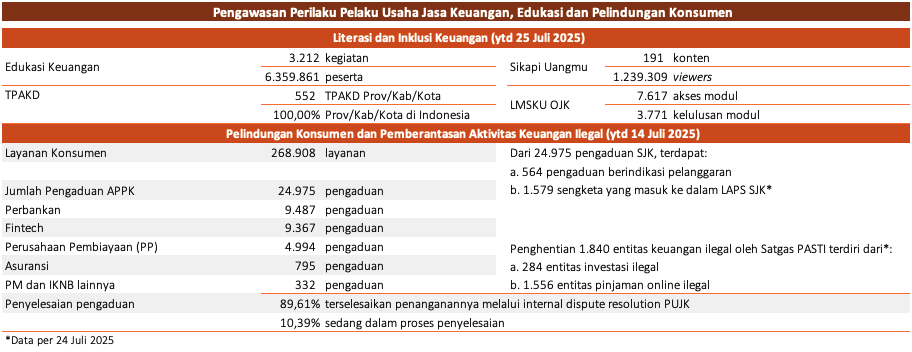 Pengawasan Perilaku Pelaku Usaha Jasa Keuangan, Edukasi dan Pelindungan Konsumen
Literasi dan Inklusi Keuangan (ytd 25 Juli 2025)
Edukasi Keuangan
3.212 kegiatan
6.359.861 peserta
Sikapi Uangmu
191 konten
1.239.309 viewers
TPAKD
552 TPAKD Prov/Kab/Kota
100,00% Prov/Kab/Kota di Indonesia
LMSKU OJK
7.617 akses modul
3.771 kelulusan modul
Pelindungan Konsumen dan Pemberantasan Aktivitas Keuangan Ilegal (ytd 14 Juli 2025)
Layanan Konsumen 268.908 layanan
Jumlah Pengaduan APPK 24.975 pengaduan
Perbankan 9.487 pengaduan
Fintech 9.367 pengaduan
Perusahaan Pembiayaan (PP) 4.994 pengaduan
Asuransi 795 pengaduan
PM dan IKNB lainnya 332 pengaduan
Dari 24.975 pengaduan SJK, terdapat:
a. 564 pengaduan berindikasi pelanggaran
b. 1.579 sengketa yang masuk ke dalam LAPS SJK*
Penghentian 1.840 entitas keuangan ilegal oleh Satgas PASTI terdiri dari*:
a. 284 entitas investasi ilegal
b. 1.556 entitas pinjaman online ilegal
Penyelesaian pengaduan 89,61% terselesaikan penanganannya melalui internal dispute resolution PUJK
10,39% sedang dalam proses penyelesaian
*Data per 24 Juli 2025